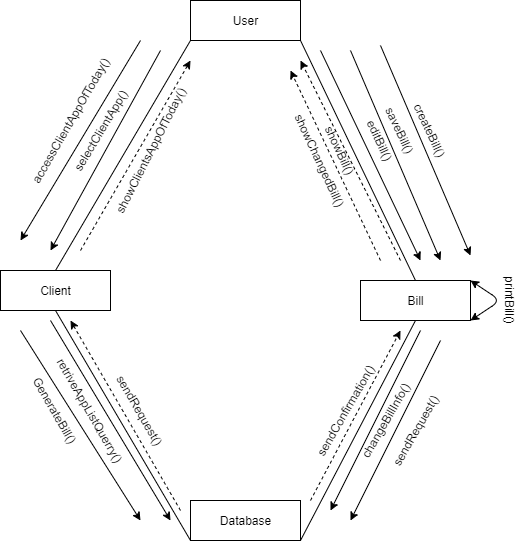 User
accessClientAppOfToday()
selectClientApp()
showClientsAppOfToday()
showChangedBill()
showBill()
editBill()
saveBill()
createBill()
Client
Bill
printBill()
GenerateBill()
retriveAppListQuerry()
sendRequest()
sendConfirmation()
changeBillInfo()
sendRequest()
Database